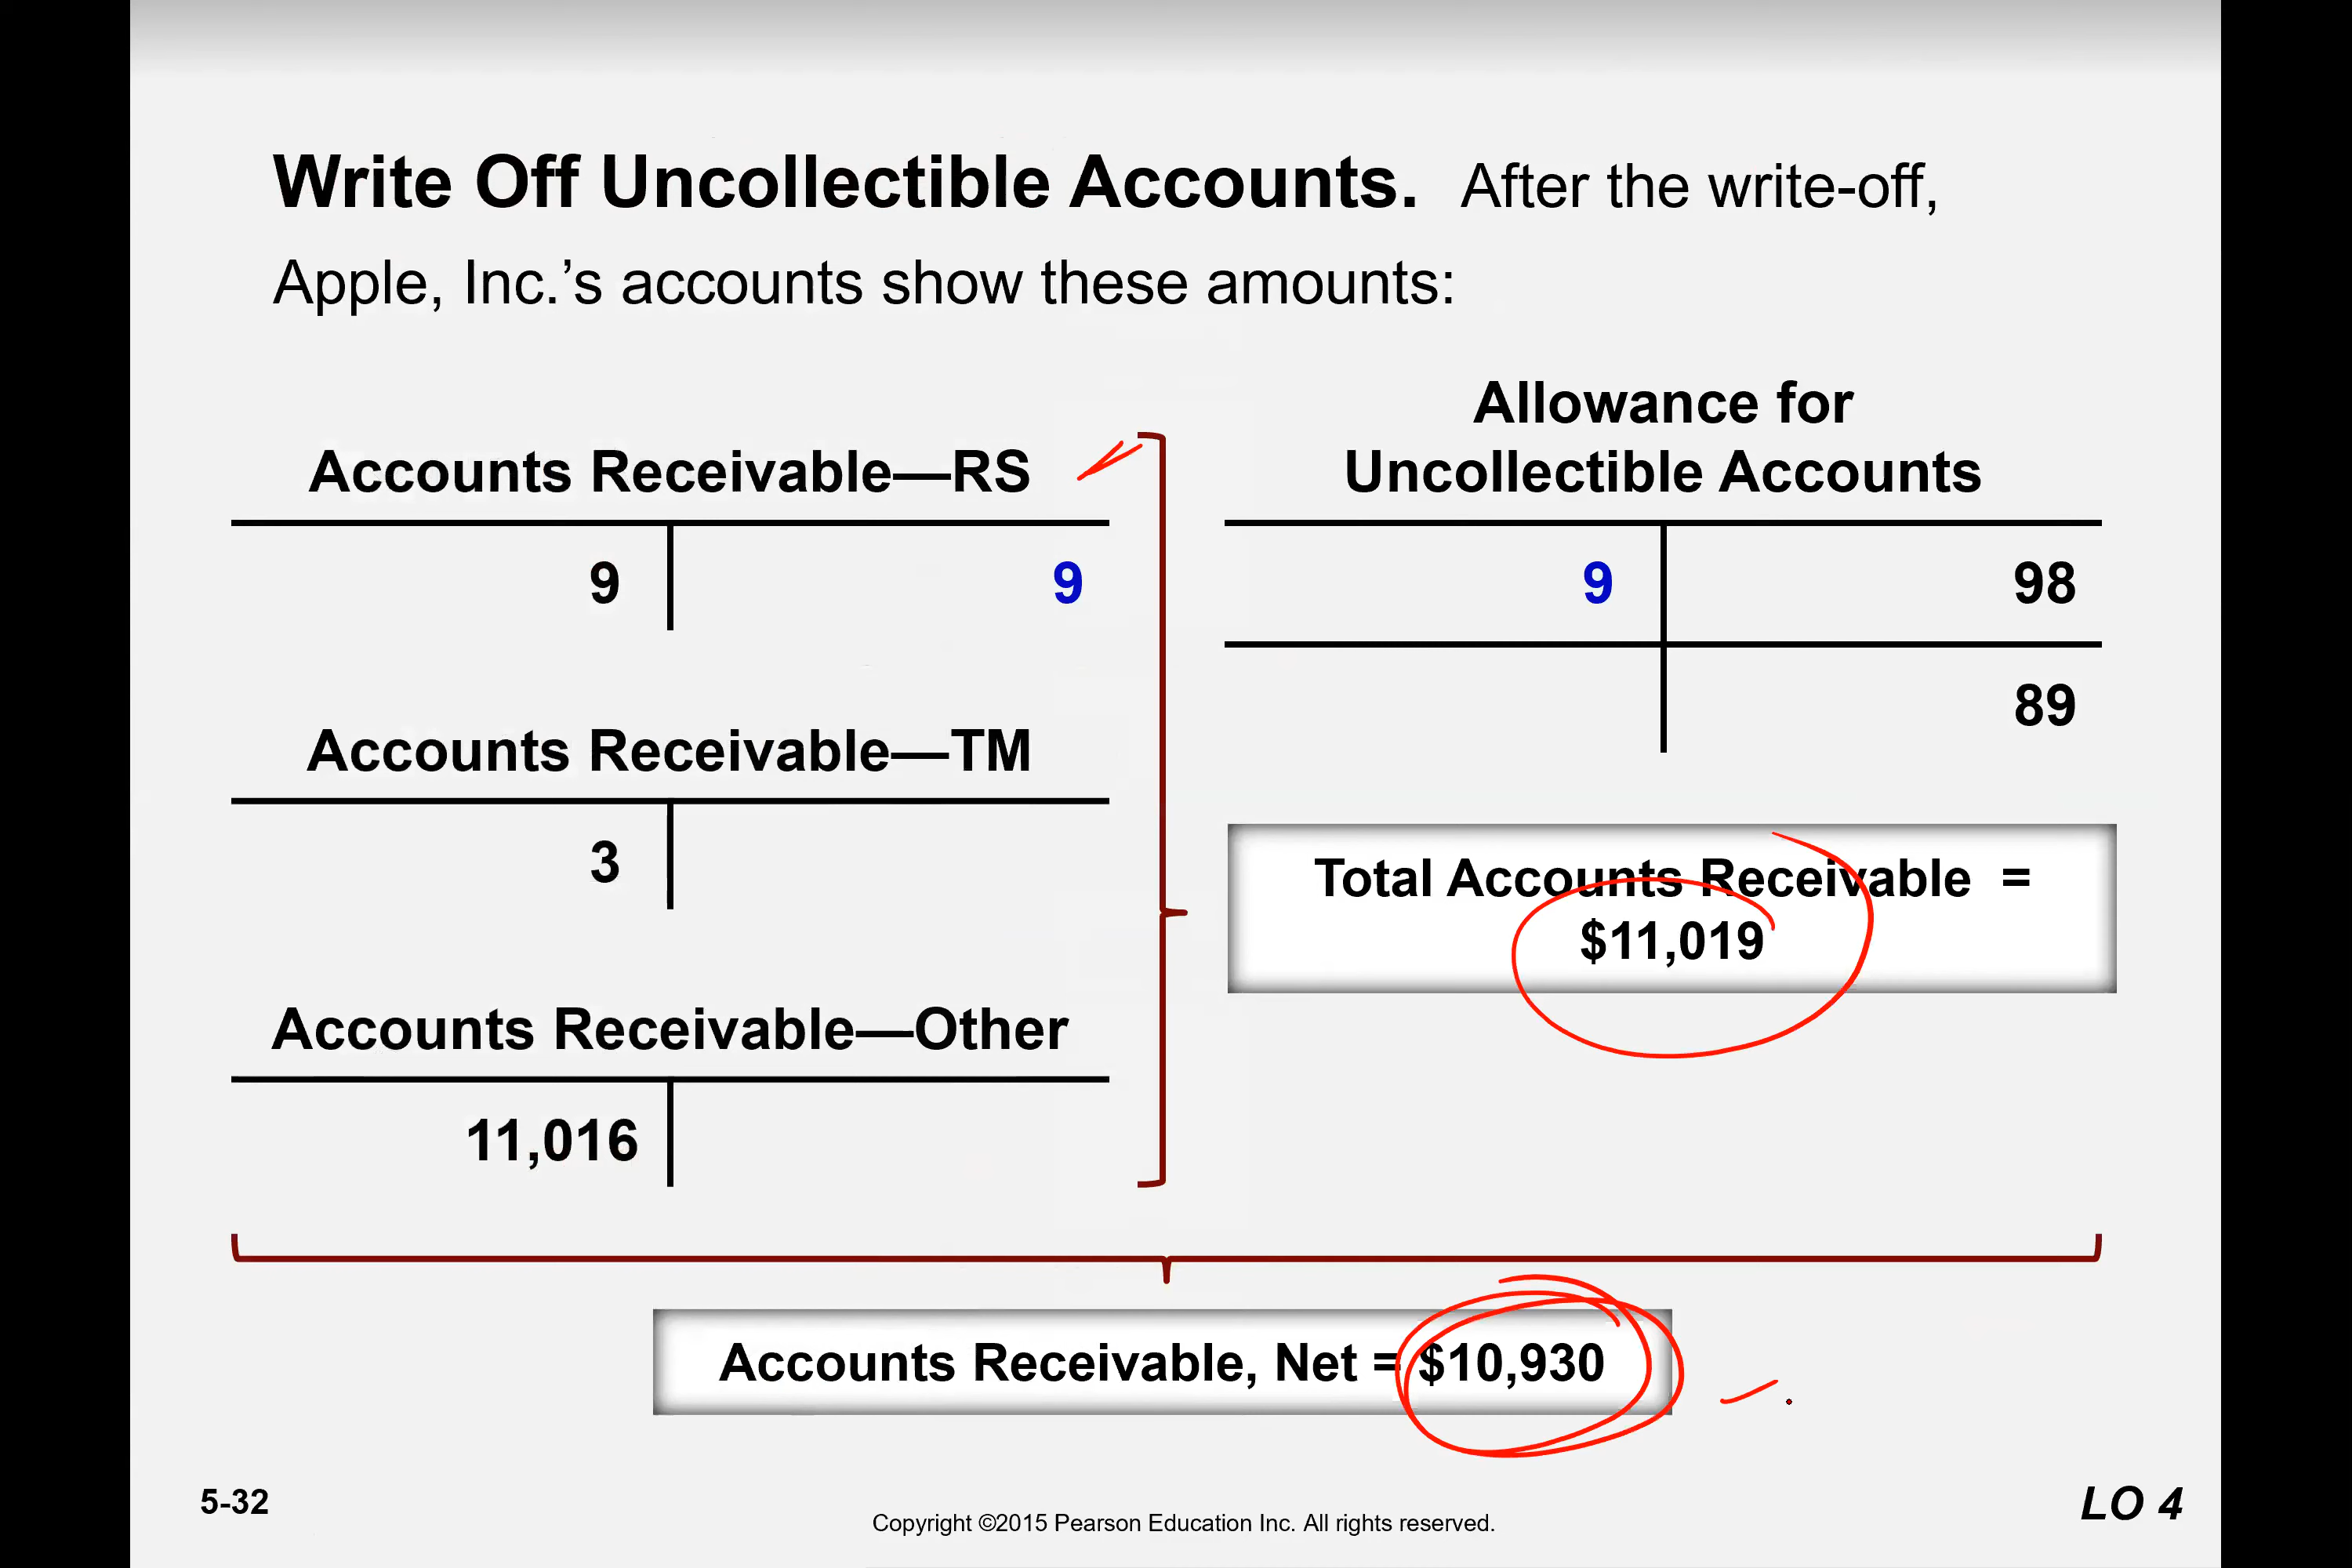 Write Off Uncollectible Accounts. After the write-off,
Apple, Inc.’s accounts show these amounts:
Accounts Receivable—RS
9 9
Accounts Receivable—TM
3
Accounts Receivable—Other
11,016
Allowance for
Uncollectible Accounts
9 98
89
Total Accounts Receivable =
$11,019
Accounts Receivable, Net = $10,930
5-32
Copyright ©2015 Pearson Education Inc. All rights reserved.
LO 4